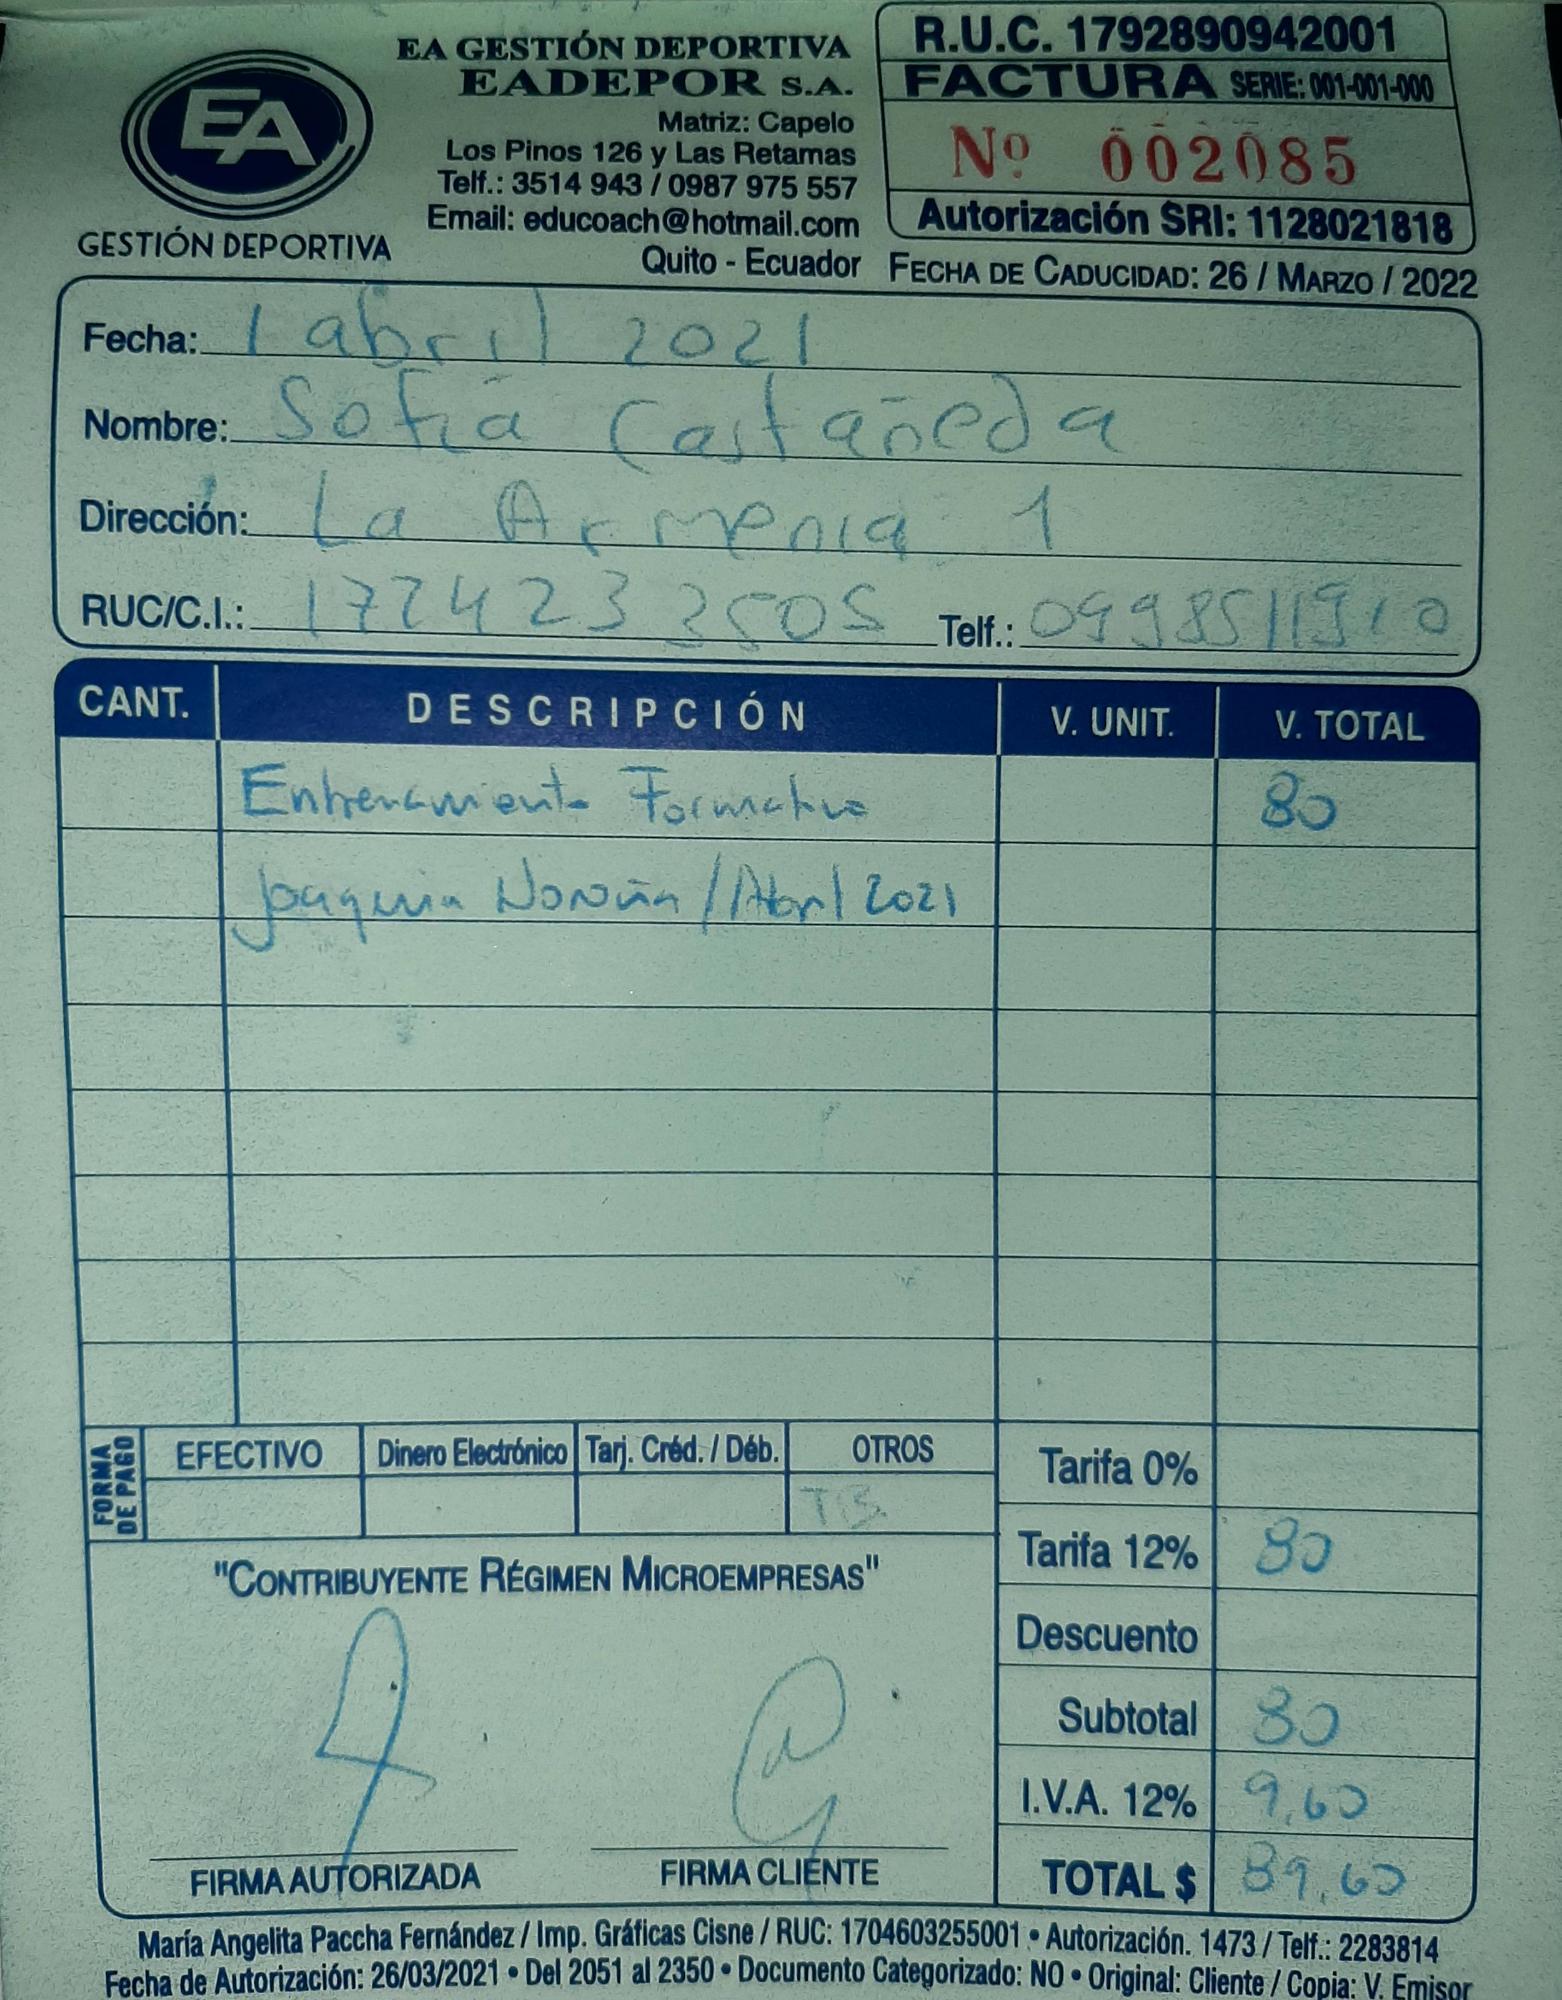 EA
GESTIÓN DEPORTIVA
EA GESTIÓN DEPORTIVA
EADEPOR S.A.
Matriz: Capelo
Los Pinos 126 y Las Retamas
Telf.: 3514 943 / 0987 975 557
Email: educoach@hotmail.com
Quito - Ecuador
R.U.C. 1792890942001
FACTURA SERIE: 001-001-000
Nº 002085
Autorización SRI: 1128021818
FECHA DE CADUCIDAD: 26 / MARZO / 2022
Fecha: 1 abril 2021
Nombre: Sofía Castañeda
Dirección: La Armenia 1
RUC/C.I.: Telf.:
CANT. DESCRIPCIÓN V. UNIT. V. TOTAL
Entrenamiento Formativo 80
Joaquin Noroña / Abril 2021
FORMA DE PAGO
EFECTIVO Dinero Electrónico Tarj. Créd. / Déb. OTROS
TB.
Tarifa 0%
Tarifa 12% 80
Descuento
Subtotal 80
I.V.A. 12% 9,60
TOTAL $ 89,60
"CONTRIBUYENTE RÉGIMEN MICROEMPRESAS"
FIRMA AUTORIZADA FIRMA CLIENTE
María Angelita Paccha Fernández / Imp. Gráficas Cisne / RUC: 1704603255001 • Autorización. 1473 / Telf.: 2283814
Fecha de Autorización: 26/03/2021 • Del 2051 al 2350 • Documento Categorizado: NO • Original: Cliente / Copia: V. Emisor